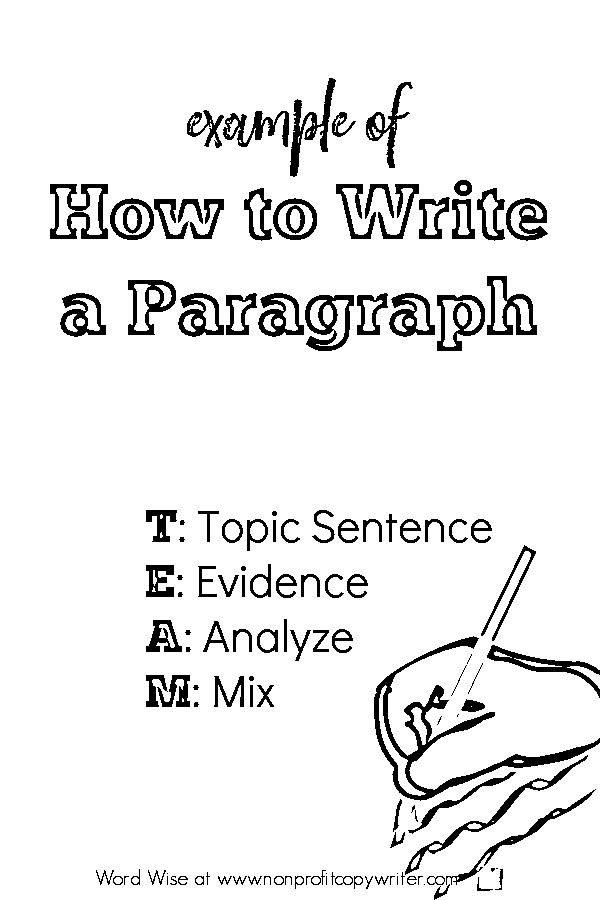 example of
How to Write
a Paragraph
T: Topic Sentence
E: Evidence
A: Analyze
M: Mix
Word Wise at www.nonprofitcopywriter.com